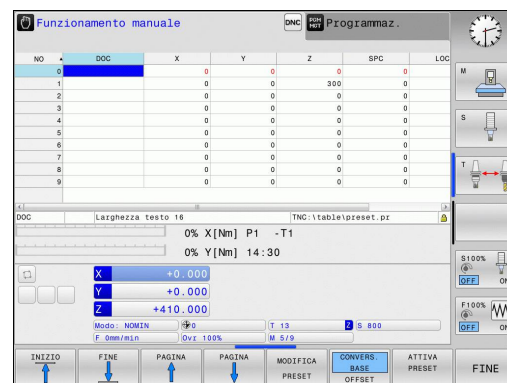 Funzionamento manuale
DNC
PGM
MGT
Programmaz.
NO DOC X Y Z SPC LOC
0 0 0 0 0
1 0 0 300 0
2 0 0 0 0
3 0 0 0 0
4 0 0 0 0
5 0 0 0 0
6 0 0 0 0
7 0 0 0 0
8 0 0 0 0
9 0 0 0 0
DOC Larghezza testo 16 TNC:\table\preset.pr
0% X[Nm] P1 -T1
0% Y[Nm] 14:30
X +0.000
Y +0.000
Z +410.000
Modo: NOMIN 0 T 13 Z S 800
F 0mm/min Ovr 100% M 5/9
M
S
T
S100%
OFF ON
F100%
OFF ON
INIZIO
FINE
PAGINA
PAGINA
MODIFICA
PRESET
CONVERS.
BASE
OFFSET
ATTIVA
PRESET
FINE